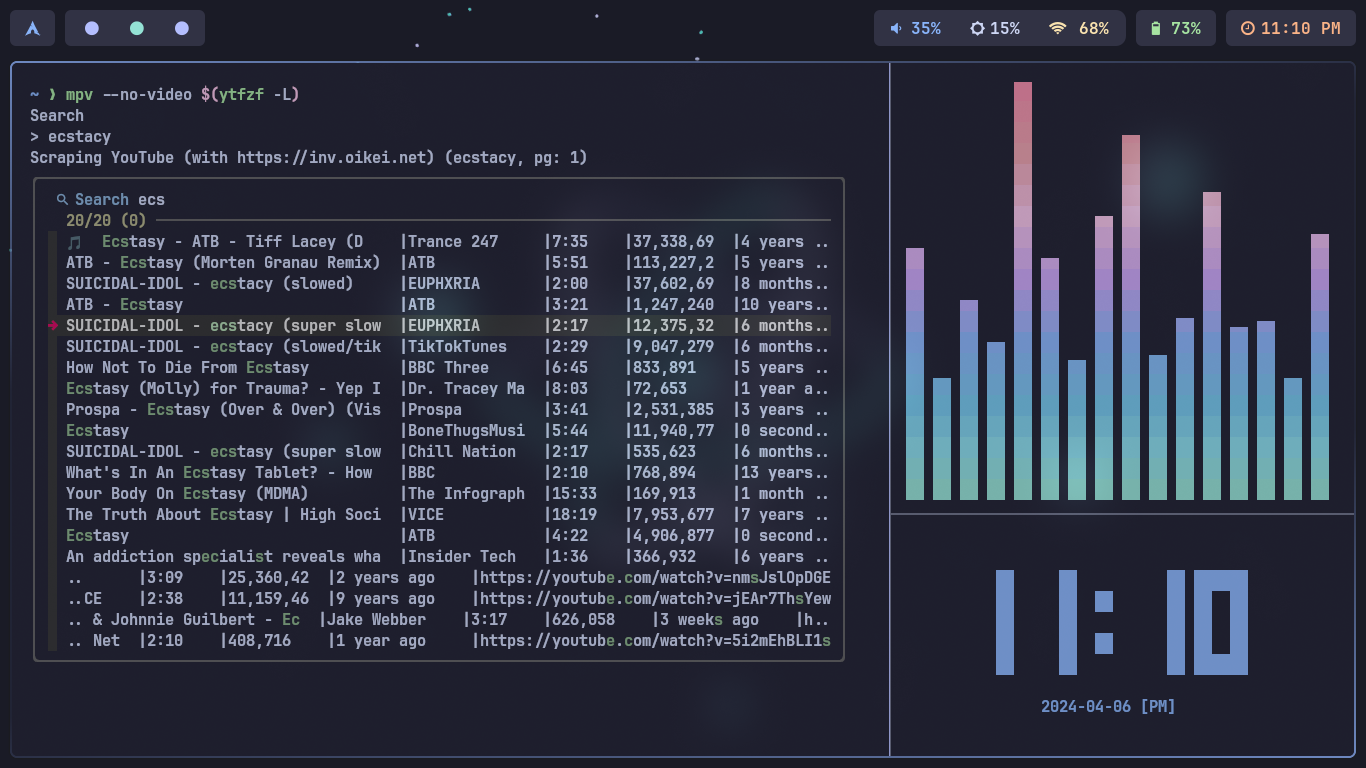 35% 15% 68% 73% 11:10 PM
~ ❯ mpv --no-video $(ytfzf -L)
Search
> ecstacy
Scraping YouTube (with https://inv.oikei.net) (ecstacy, pg: 1)
Search ecs
20/20 (0)
🎵 Ecstasy - ATB - Tiff Lacey (D |Trance 247 |7:35 |37,338,69 |4 years ..
ATB - Ecstasy (Morten Granau Remix) |ATB |5:51 |113,227,2 |5 years ..
SUICIDAL-IDOL - ecstacy (slowed) |EUPHXRIA |2:00 |37,602,69 |8 months..
ATB - Ecstasy |ATB |3:21 |1,247,240 |10 years..
SUICIDAL-IDOL - ecstacy (super slow |EUPHXRIA |2:17 |12,375,32 |6 months..
SUICIDAL-IDOL - ecstacy (slowed/tik |TikTokTunes |2:29 |9,047,279 |6 months..
How Not To Die From Ecstasy |BBC Three |6:45 |833,891 |5 years ..
Ecstasy (Molly) for Trauma? - Yep I |Dr. Tracey Ma |8:03 |72,653 |1 year a..
Prospa - Ecstasy (Over & Over) (Vis |Prospa |3:41 |2,531,385 |3 years ..
Ecstasy |BoneThugsMusi |5:44 |11,940,77 |0 second..
SUICIDAL-IDOL - ecstacy (super slow |Chill Nation |2:17 |535,623 |6 months..
What's In An Ecstasy Tablet? - How |BBC |2:10 |768,894 |13 years..
Your Body On Ecstasy (MDMA) |The Infograph |15:33 |169,913 |1 month ..
The Truth About Ecstasy | High Soci |VICE |18:19 |7,953,677 |7 years ..
Ecstasy |ATB |4:22 |4,906,877 |0 second..
An addiction specialist reveals wha |Insider Tech |1:36 |366,932 |6 years ..
.. |3:09 |25,360,42 |2 years ago |https://youtube.com/watch?v=nmsJslOpDGE
..CE |2:38 |11,159,46 |9 years ago |https://youtube.com/watch?v=jEAr7ThsYew
.. & Johnnie Guilbert - Ec |Jake Webber |3:17 |626,058 |3 weeks ago |h..
.. Net |2:10 |408,716 |1 year ago |https://youtube.com/watch?v=5i2mEhBLI1s
11:10
2024-04-06 [PM]